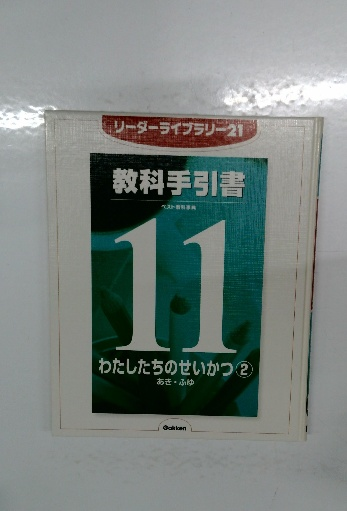 リーダーライブラリー21
教科手引書
ベスト教科事典
11
わたしたちのせいかつ②
あき・ふゆ
Gakken